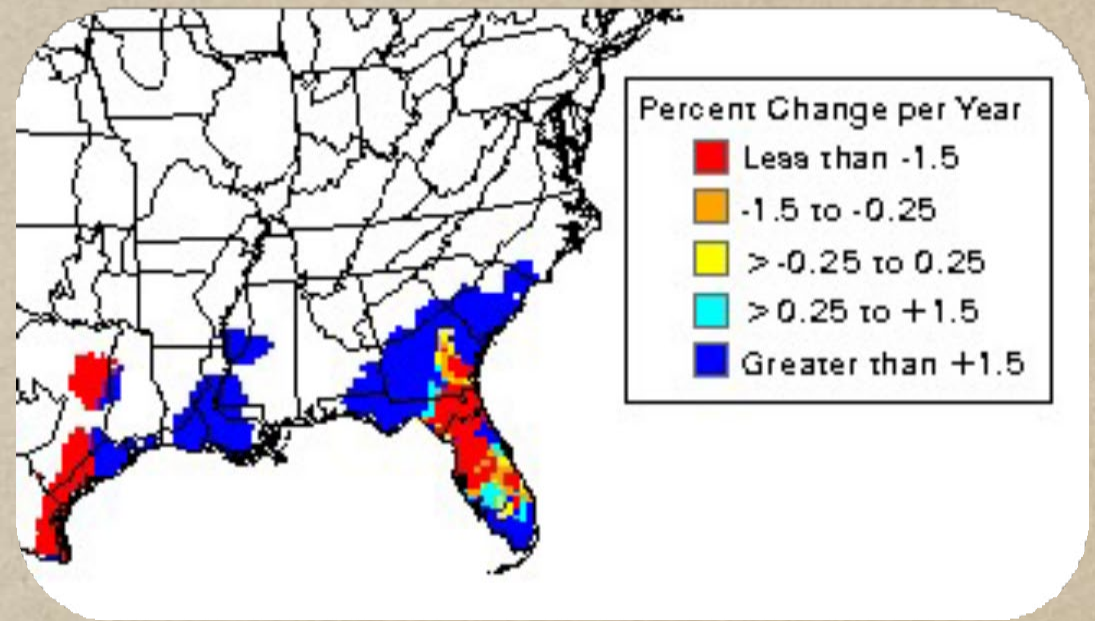 Percent Change per Year
Less than -1.5
-1.5 to -0.25
> -0.25 to 0.25
> 0.25 to +1.5
Greater than +1.5